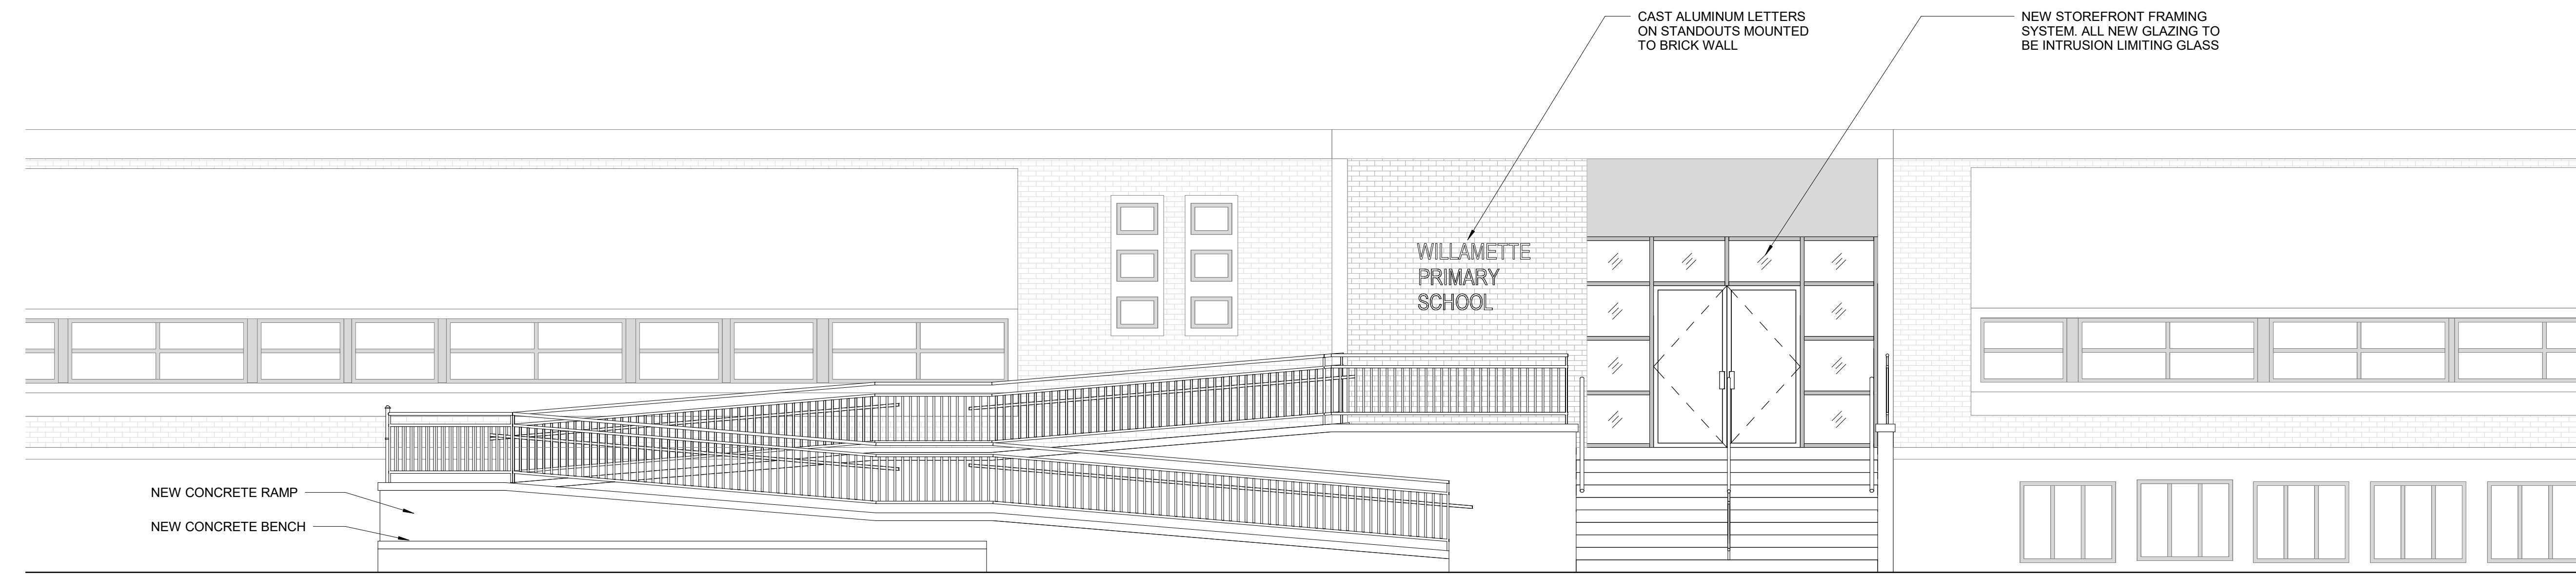 CAST ALUMINUM LETTERS
ON STANDOUTS MOUNTED
TO BRICK WALL
NEW STOREFRONT FRAMING
SYSTEM. ALL NEW GLAZING TO
BE INTRUSION LIMITING GLASS
WILLAMETTE
PRIMARY
SCHOOL
NEW CONCRETE RAMP
NEW CONCRETE BENCH